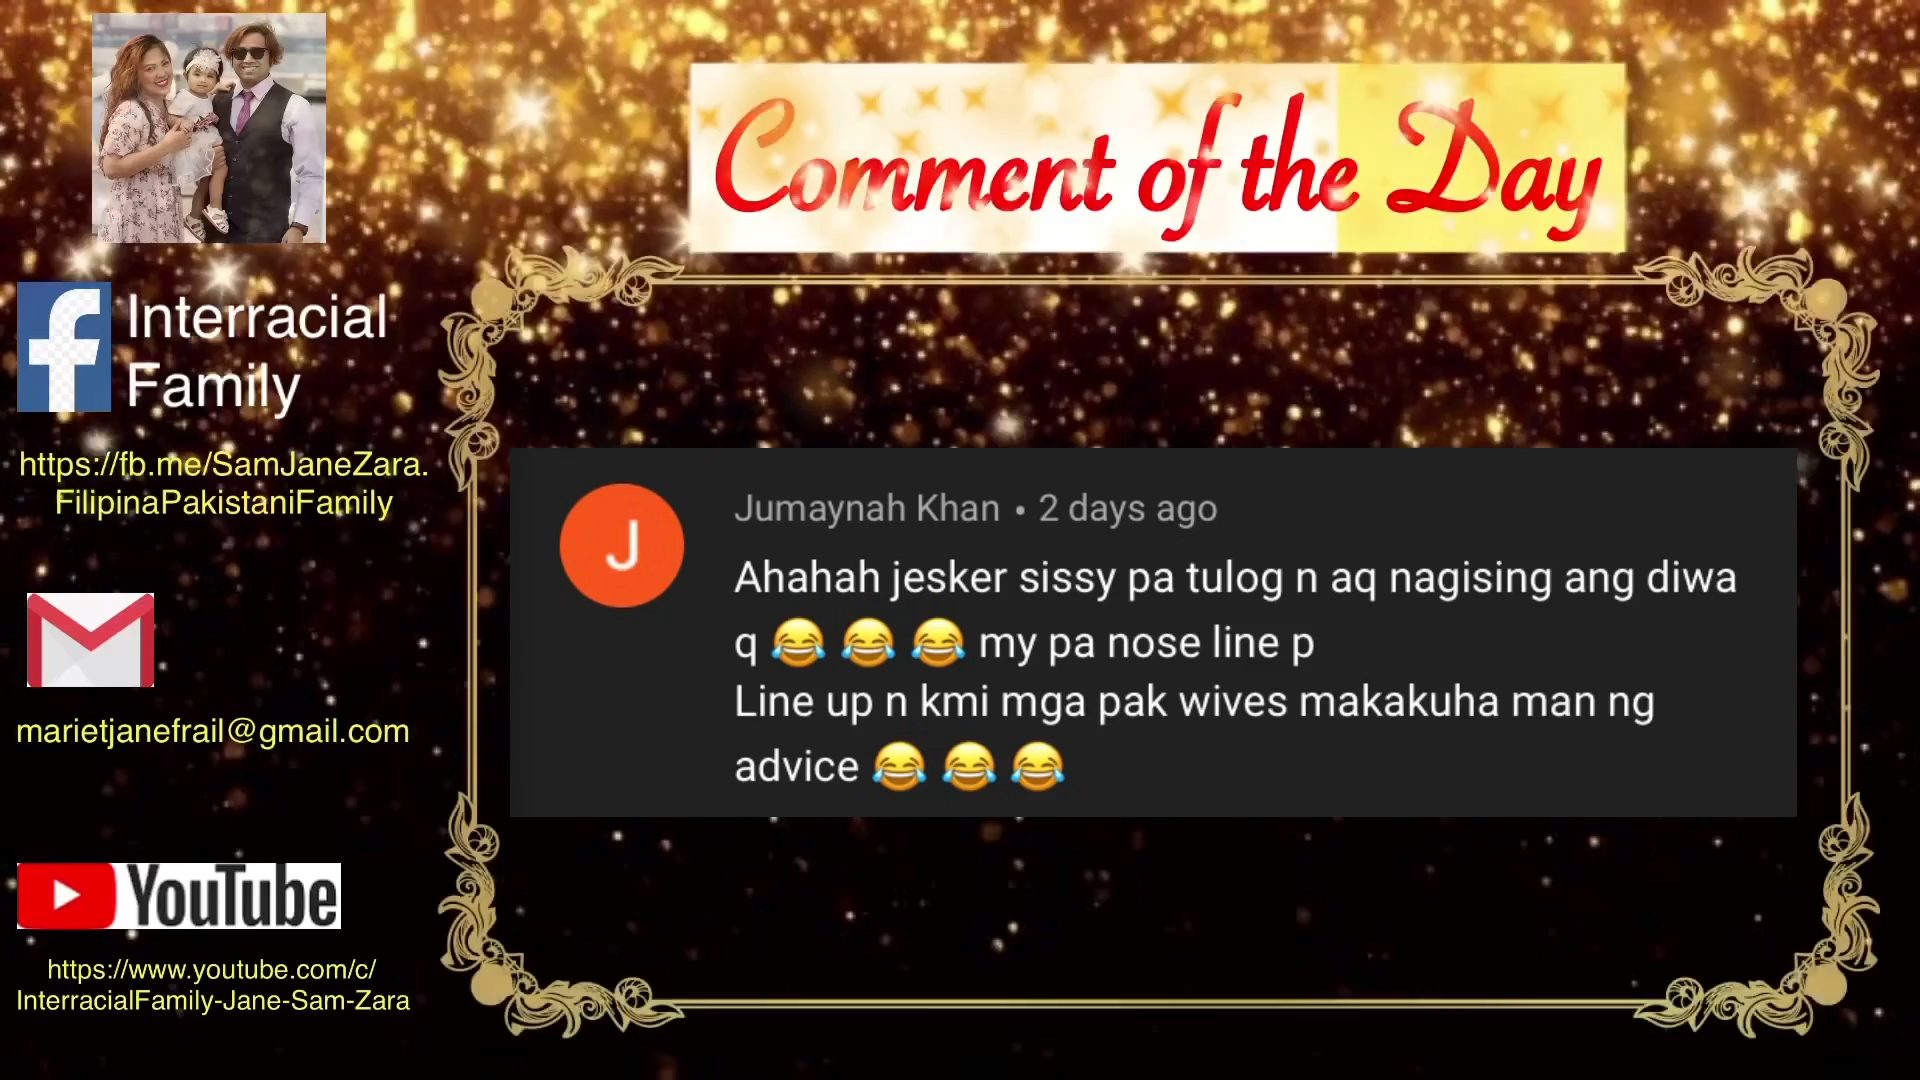 Comment of the Day
Interracial
Family
https://fb.me/SamJaneZara.
FilipinaPakistaniFamily
marietjanefrail@gmail.com
YouTube
https://www.youtube.com/c/
InterracialFamily-Jane-Sam-Zara
J
Jumaynah Khan • 2 days ago
Ahahah jesker sissy pa tulog n aq nagising ang diwa
q 😂 😂 😂 my pa nose line p
Line up n kmi mga pak wives makakuha man ng
advice 😂 😂 😂